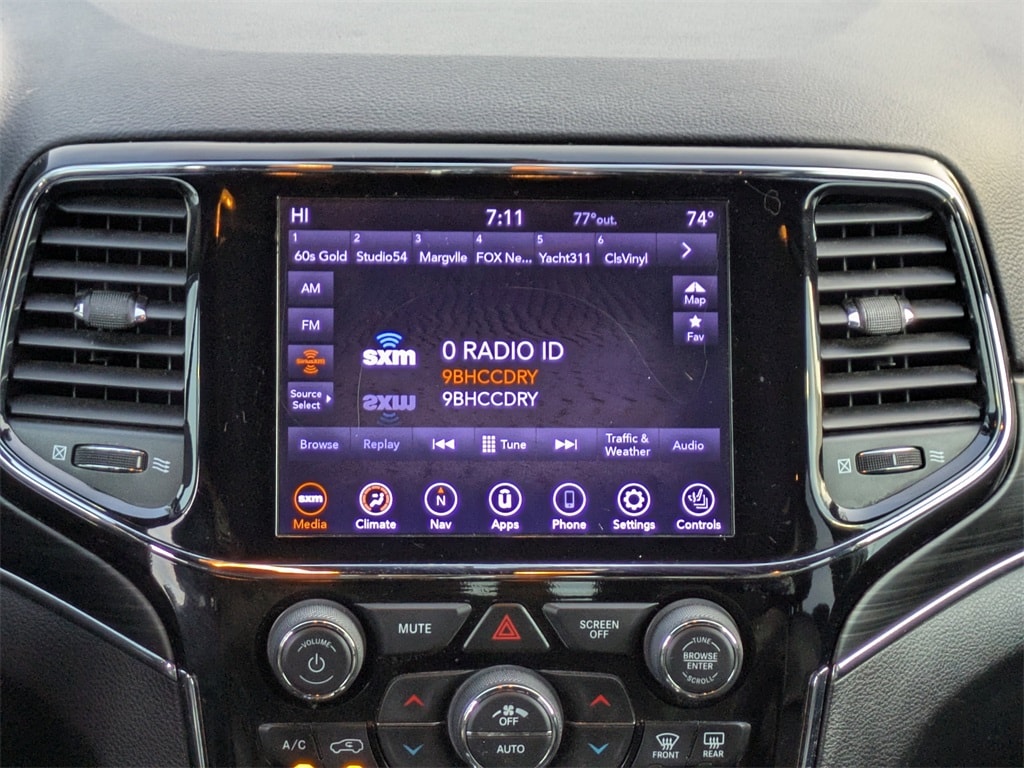 HI 7:11 77°out. 74°
1 2 3 4 5 6
60s Gold Studio54 Margvlle FOX Ne... Yacht311 ClsVinyl
AM
FM
SiriusXM
Source
Select
Map
Fav
sxm
0 RADIO ID
9BHCCDRY
9BHCCDRY
Browse Replay Tune Traffic &
Weather Audio
sxm N U
Media Climate Nav Apps Phone Settings Controls
VOLUME
MUTE
SCREEN
OFF
TUNE
BROWSE
ENTER
SCROLL
OFF
AUTO
A/C
FRONT
REAR